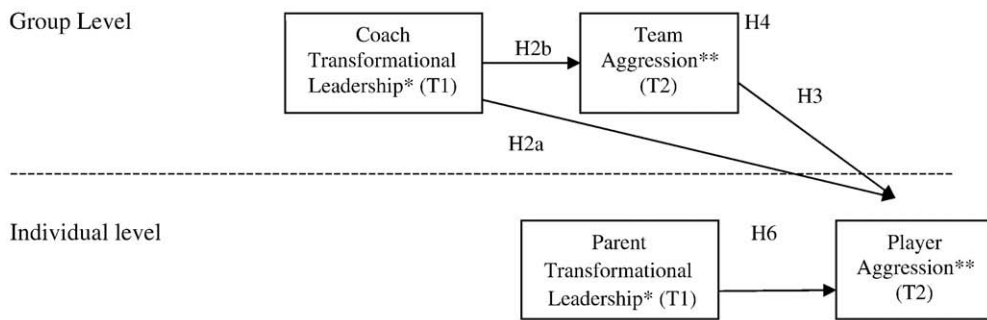 Group Level
Coach
Transformational
Leadership* (T1)
H2b
Team
Aggression**
(T2)
H4
H3
H2a
Individual level
Parent
Transformational
Leadership* (T1)
H6
Player
Aggression**
(T2)